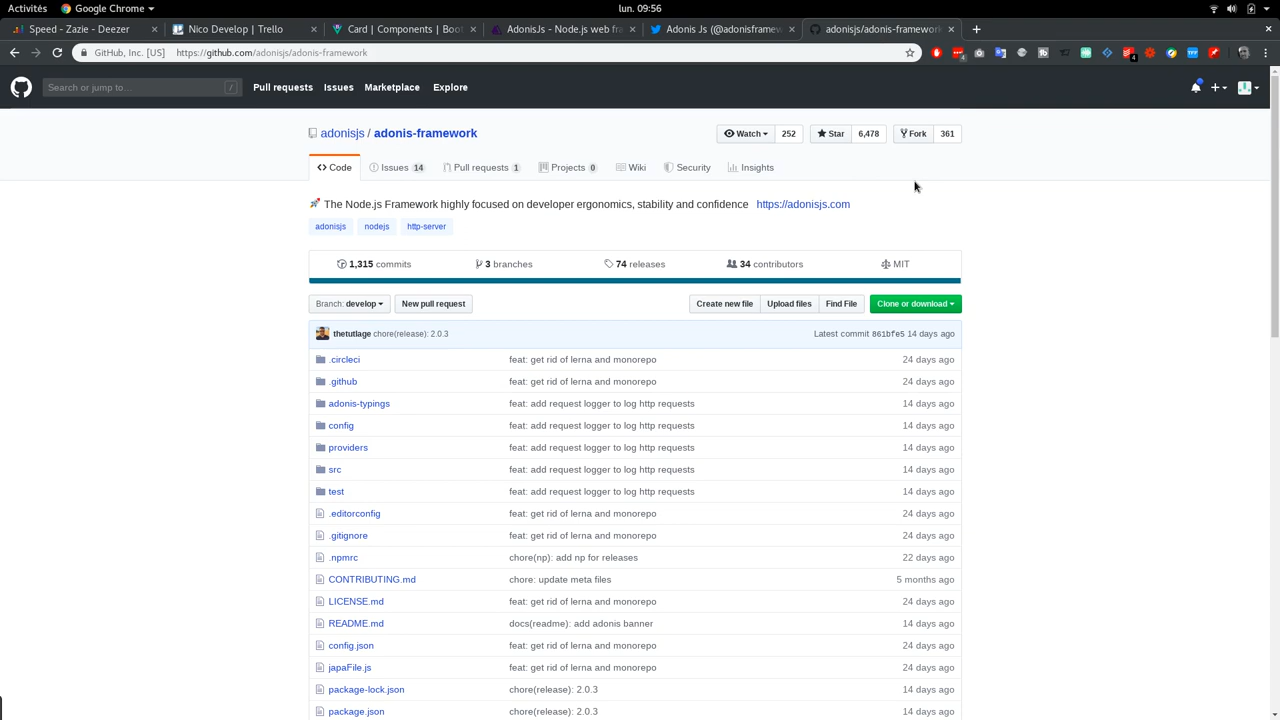 Activités Google Chrome lun. 09:56
Speed - Zazie - Deezer Nico Develop | Trello Card | Components | Boo AdonisJs - Node.js web fra Adonis Js (@adonisframew adonisjs/adonis-framework
GitHub, Inc. [US] https://github.com/adonisjs/adonis-framework
Search or jump to... / Pull requests Issues Marketplace Explore
adonisjs / adonis-framework Watch 252 Star 6,478 Fork 361
Code Issues 14 Pull requests 1 Projects 0 Wiki Security Insights
The Node.js Framework highly focused on developer ergonomics, stability and confidence https://adonisjs.com
adonisjs nodejs http-server
1,315 commits 3 branches 74 releases 34 contributors MIT
Branch: develop New pull request Create new file Upload files Find File Clone or download
thetutlage chore(release): 2.0.3 Latest commit 861bfe5 14 days ago
.circleci feat: get rid of lerna and monorepo 24 days ago
.github feat: get rid of lerna and monorepo 24 days ago
adonis-typings feat: add request logger to log http requests 14 days ago
config feat: add request logger to log http requests 14 days ago
providers feat: add request logger to log http requests 14 days ago
src feat: add request logger to log http requests 14 days ago
test feat: add request logger to log http requests 14 days ago
.editorconfig feat: get rid of lerna and monorepo 24 days ago
.gitignore feat: get rid of lerna and monorepo 24 days ago
.npmrc chore(np): add np for releases 22 days ago
CONTRIBUTING.md chore: update meta files 5 months ago
LICENSE.md feat: get rid of lerna and monorepo 24 days ago
README.md docs(readme): add adonis banner 14 days ago
config.json feat: get rid of lerna and monorepo 24 days ago
japaFile.js feat: get rid of lerna and monorepo 24 days ago
package-lock.json chore(release): 2.0.3 14 days ago
package.json chore(release): 2.0.3 14 days ago